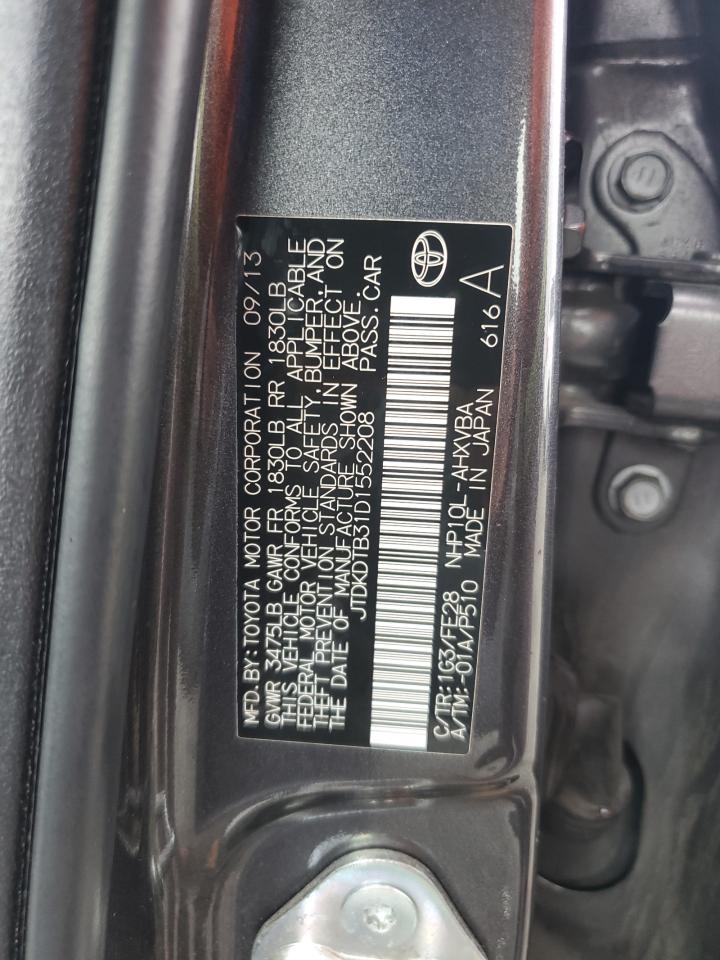 MFD. BY: TOYOTA MOTOR CORPORATION 09/13
GVWR 3475LB GAWR FR 1830LB RR 1830LB
THIS VEHICLE CONFORMS TO ALL APPLICABLE
FEDERAL MOTOR VEHICLE SAFETY, BUMPER, AND
THEFT PREVENTION STANDARDS IN EFFECT ON
THE DATE OF MANUFACTURE SHOWN ABOVE.
JTDKDTB31D1552208 PASS. CAR
C/TR: 1G3/FE28 NHP10L-AHXVBA
A/TM: -01A/P510 MADE IN JAPAN 616 A